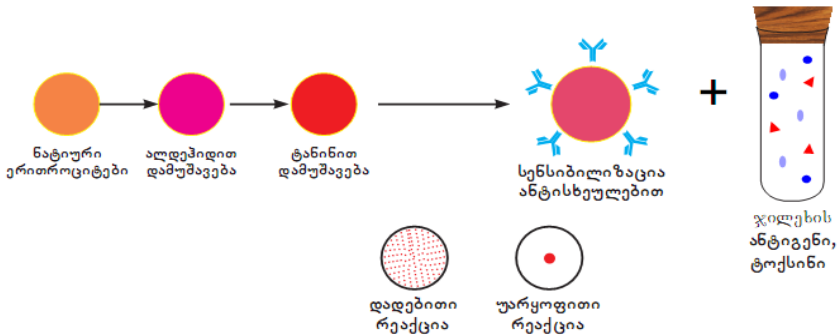 ნატიური
ერითროციტები
ალდეჰიდით
დამუშავება
ტანინით
დამუშავება
სენსიბილიზაცია
ანტისხეულებით
+
ჯილეხის
ანტიგენი,
ტოქსინი
დადებითი
რეაქცია
უარყოფითი
რეაქცია